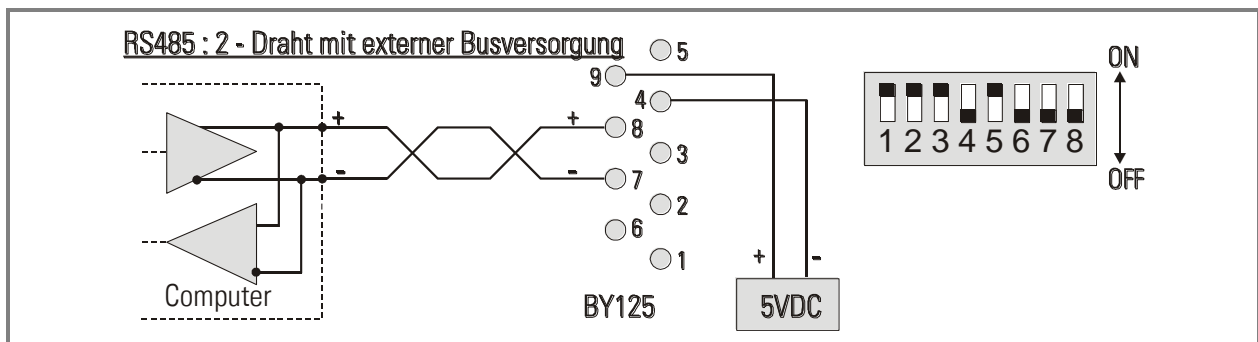 RS485 : 2 - Draht mit externer Busversorgung
5
9
4
+
+
8
3
-
-
7
2
6
1
Computer
BY125
+
-
5VDC
ON
1 2 3 4 5 6 7 8
OFF